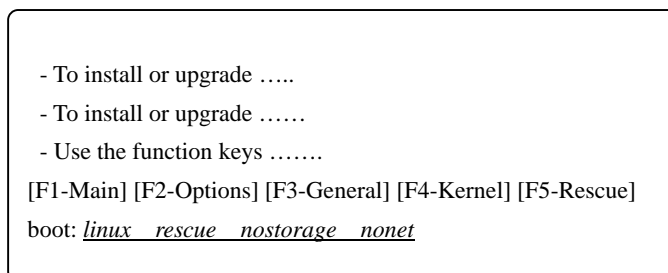 - To install or upgrade …..
- To install or upgrade ……
- Use the function keys …….
[F1-Main] [F2-Options] [F3-General] [F4-Kernel] [F5-Rescue]
boot: linux rescue nostorage nonet